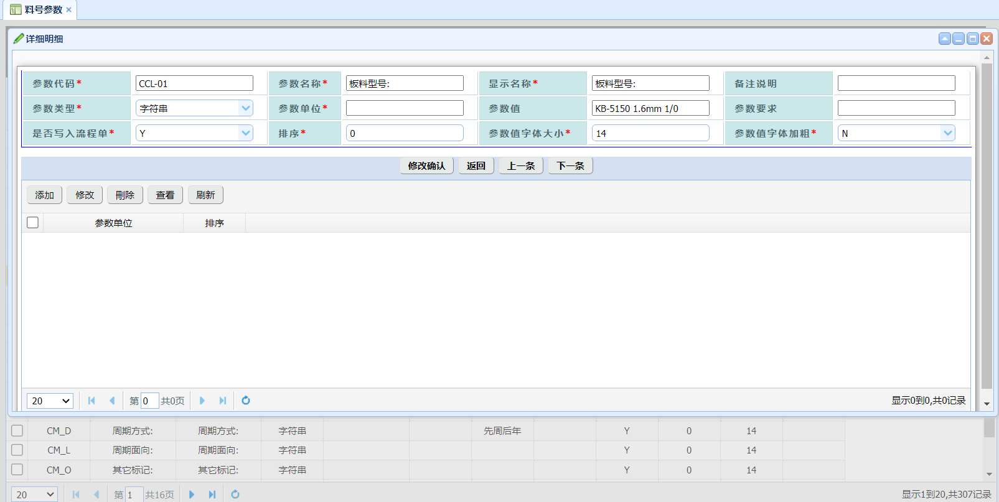 料号参数
详细明细
参数代码* CCL-01 参数名称* 板料型号: 显示名称* 板料型号: 备注说明
参数类型* 字符串 参数单位* 参数值 KB-5150 1.6mm 1/0 参数要求
是否写入流程单* Y 排序* 0 参数值字体大小* 14 参数值字体加粗* N
修改确认 返回 上一条 下一条
添加 修改 刪除 查看 刷新
参数单位 排序
20 第 0 共0页 显示0到0,共0记录
CM_D 周期方式: 周期方式: 字符串 先周后年 Y 0 14
CM_L 周期面向: 周期面向: 字符串 Y 0 14
CM_O 其它标记: 其它标记: 字符串 Y 0 14
20 第 1 共16页 显示1到20,共307记录